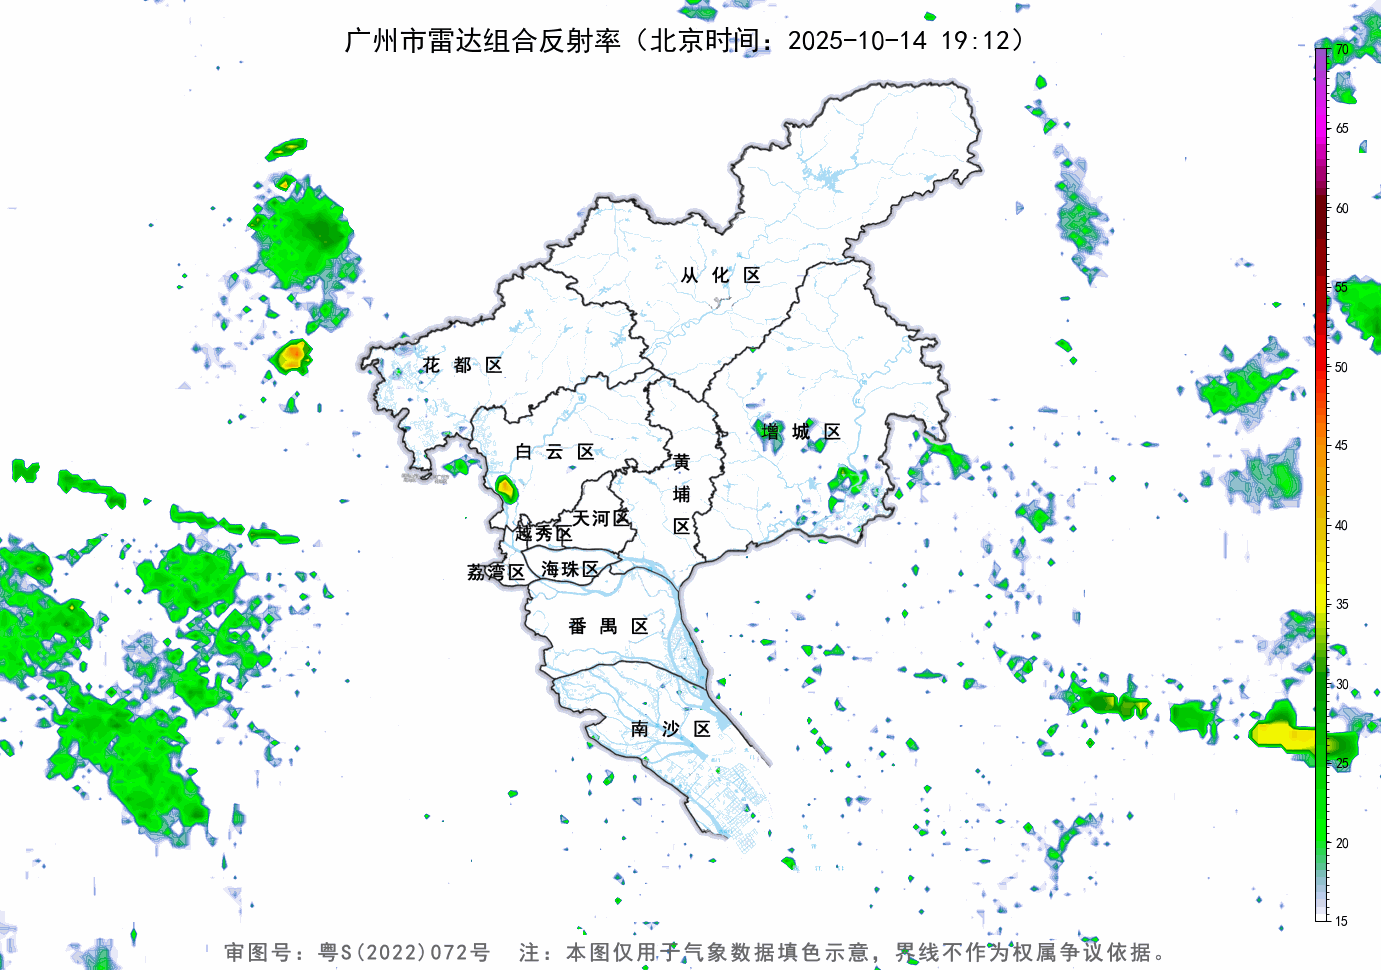 广州市雷达组合反射率（北京时间：2025-10-14 19:12）
70
65
60
55
50
45
40
35
30
25
20
15
从化区
花都区
增城区
白云区
黄埔区
天河区
越秀区
荔湾区
海珠区
番禺区
南沙区
审图号：粤S(2022)072号 注：本图仅用于气象数据填色示意，界线不作为权属争议依据。